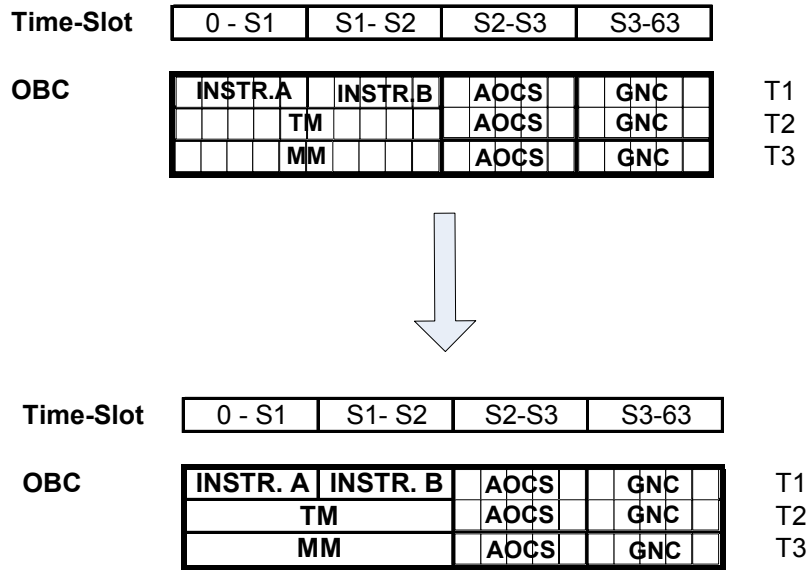 Time-Slot 0 - S1 S1- S2 S2-S3 S3-63
OBC INSTR.A INSTR.B AOCS GNC T1
TM AOCS GNC T2
MM AOCS GNC T3
Time-Slot 0 - S1 S1- S2 S2-S3 S3-63
OBC INSTR. A INSTR. B AOCS GNC T1
TM AOCS GNC T2
MM AOCS GNC T3